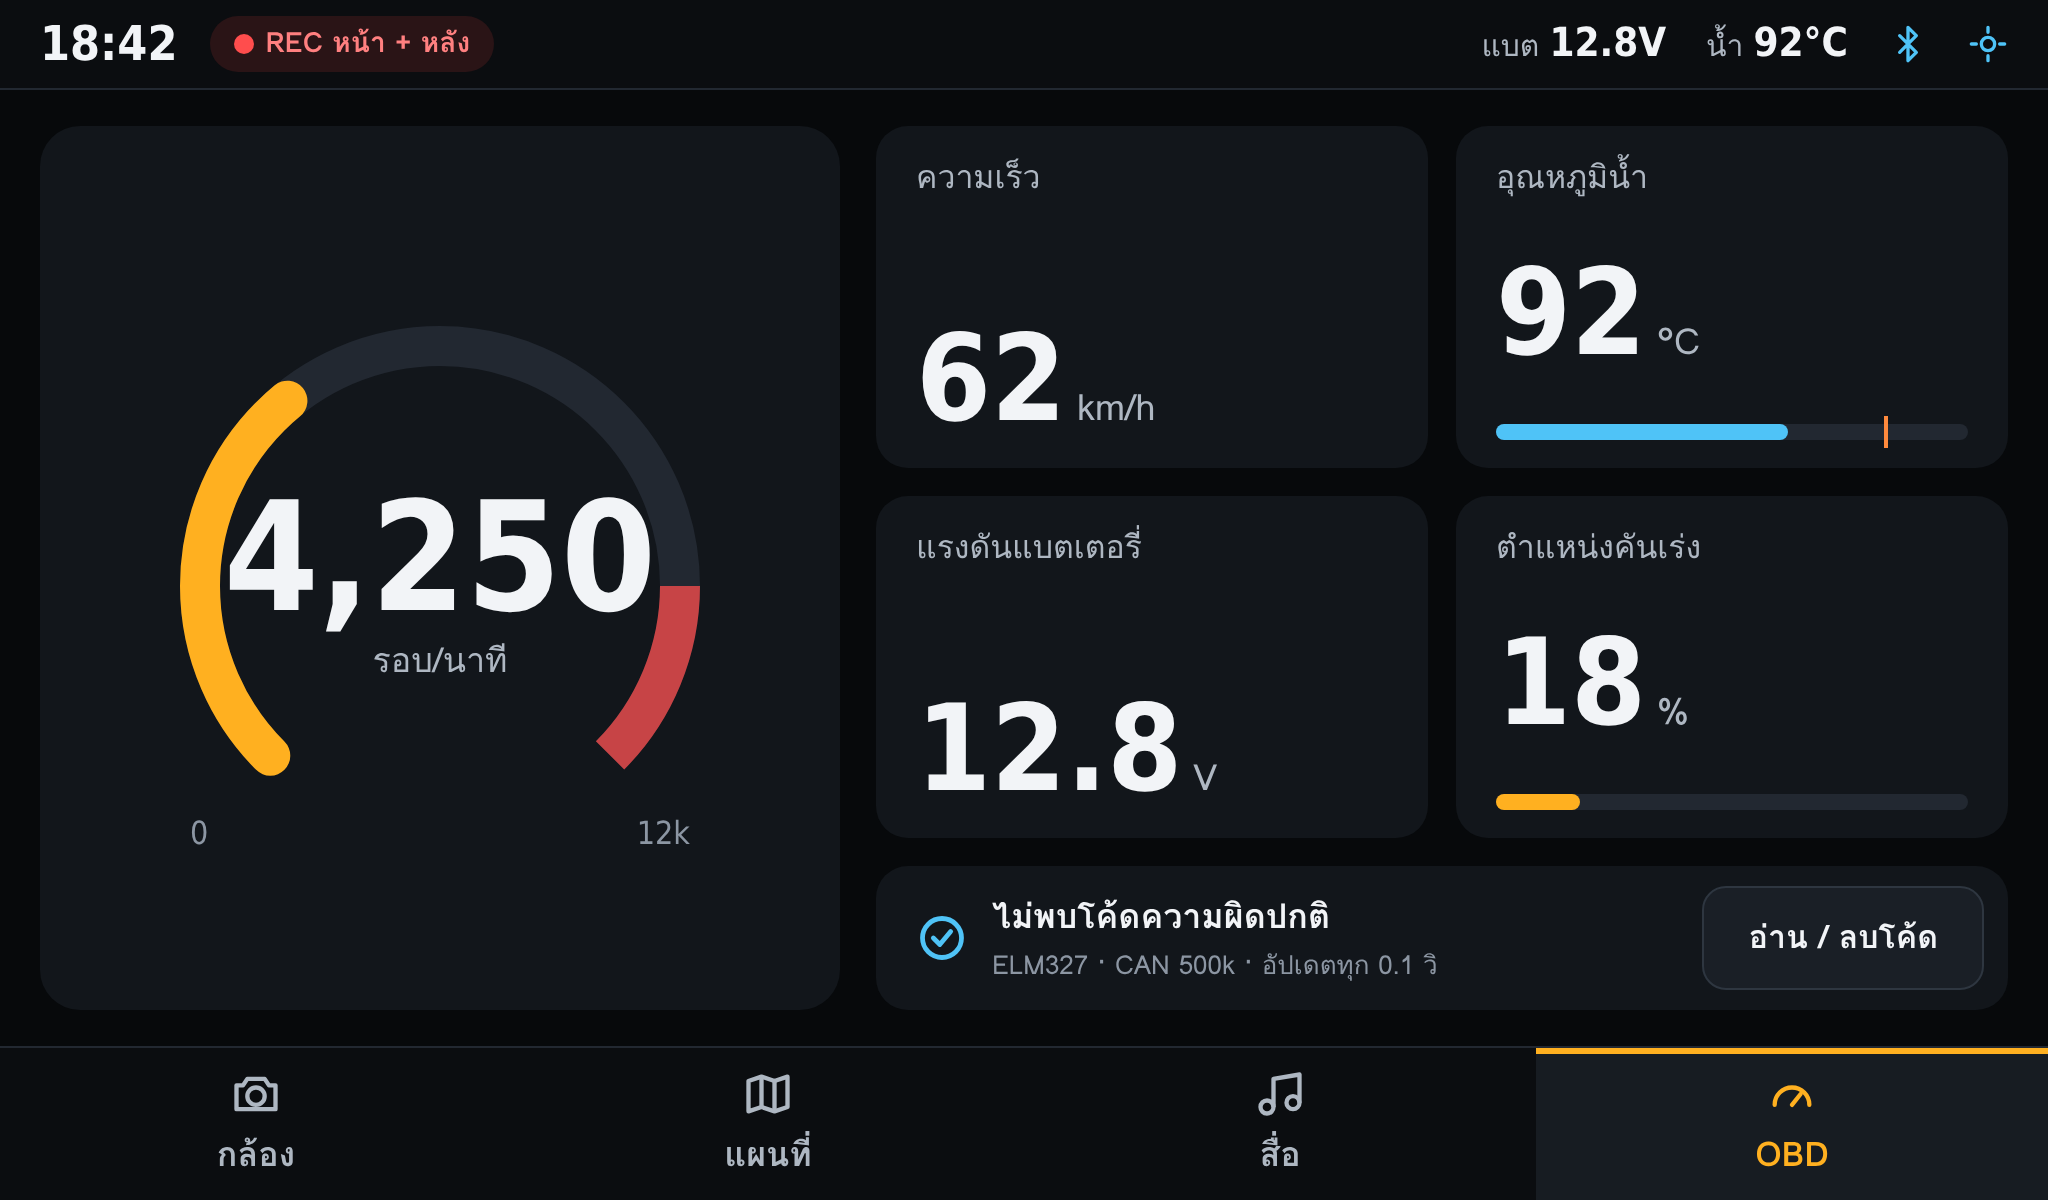 18:42
REC หน้า + หลัง
แบต 12.8V
น้ำ 92°C
4,250
รอบ/นาที
0
12k
ความเร็ว
62 km/h
อุณหภูมิน้ำ
92 °C
แรงดันแบตเตอรี่
12.8 V
ตำแหน่งคันเร่ง
18 %
ไม่พบโค้ดความผิดปกติ
ELM327 · CAN 500k · อัปเดตทุก 0.1 วิ
อ่าน / ลบโค้ด
กล้อง
แผนที่
สื่อ
OBD